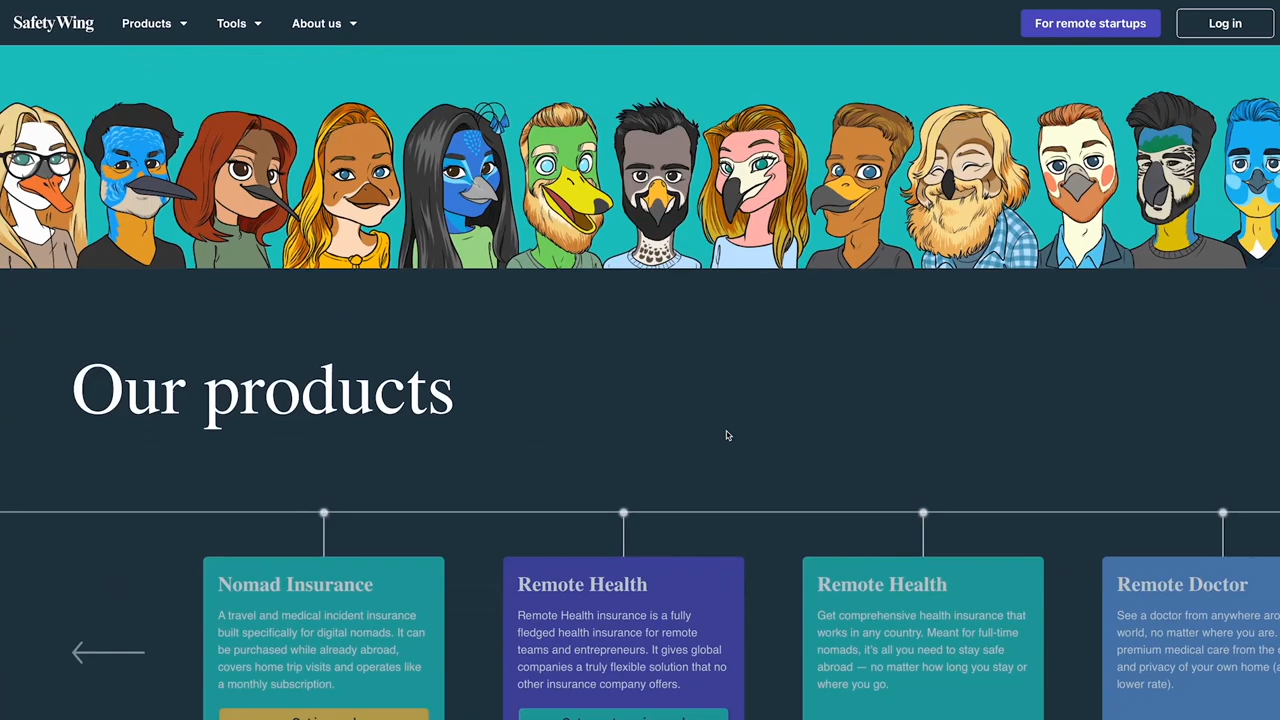 SafetyWing
Products
Tools
About us
For remote startups
Log in
Our products
Nomad Insurance
A travel and medical incident insurance
built specifically for digital nomads. It can
be purchased while already abroad,
covers home trip visits and operates like
a monthly subscription.
Remote Health
Remote Health insurance is a fully
fledged health insurance for remote
teams and entrepreneurs. It gives global
companies a truly flexible solution that no
other insurance company offers.
Remote Health
Get comprehensive health insurance that
works in any country. Meant for full-time
nomads, it's all you need to stay safe
abroad — no matter how long you stay or
where you go.
Remote Doctor
See a doctor from anywhere
world, no matter where you are.
premium medical care from the
and privacy of your own home
lower rate).